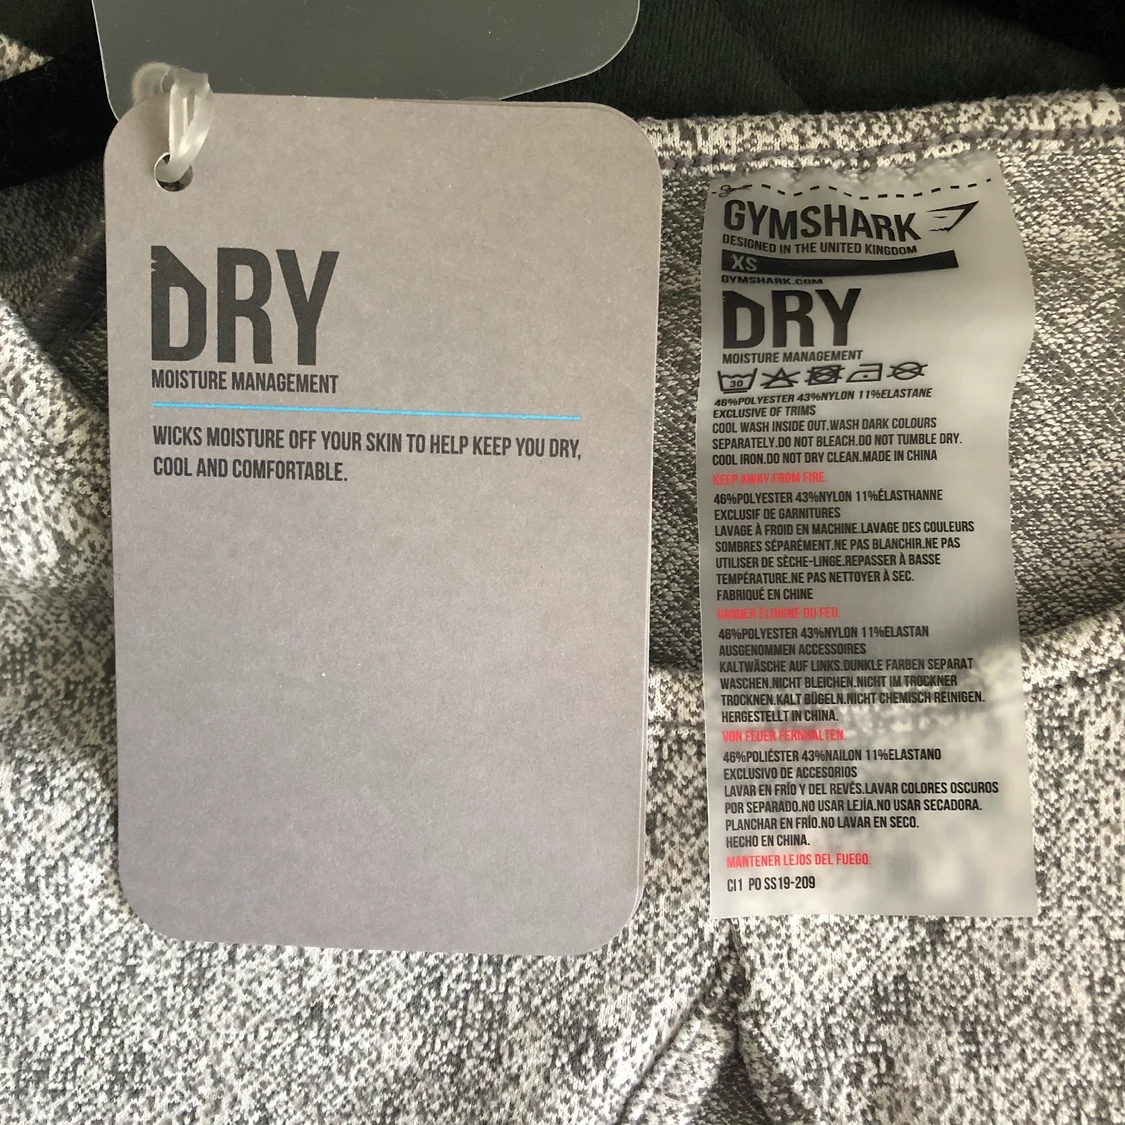 DRY
MOISTURE MANAGEMENT
WICKS MOISTURE OFF YOUR SKIN TO HELP KEEP YOU DRY,
COOL AND COMFORTABLE.
GYMSHARK
DESIGNED IN THE UNITED KINGDOM
XS
GYMSHARK.COM
DRY
MOISTURE MANAGEMENT
30
46%POLYESTER 43%NYLON 11%ELASTANE
EXCLUSIVE OF TRIMS
COOL WASH INSIDE OUT.WASH DARK COLOURS
SEPARATELY.DO NOT BLEACH.DO NOT TUMBLE DRY.
COOL IRON.DO NOT DRY CLEAN.MADE IN CHINA
KEEP AWAY FROM FIRE.
46%POLYESTER 43%NYLON 11%ÉLASTHANNE
EXCLUSIF DE GARNITURES
LAVAGE À FROID EN MACHINE.LAVAGE DES COULEURS
SOMBRES SÉPARÉMENT.NE PAS BLANCHIR.NE PAS
UTILISER DE SÈCHE-LINGE.REPASSER À BASSE
TEMPÉRATURE.NE PAS NETTOYER À SEC.
FABRIQUÉ EN CHINE
DU FEU.
46%POLYESTER 43%NYLON 11%ELASTAN
AUSGENOMMEN ACCESSOIRES
KALTWÄSCHE AUF LINKS.DUNKLE FARBEN SEPARAT
WASCHEN.NICHT BLEICHEN.NICHT IM TROCKNER
TROCKNEN.KALT BÜGELN.NICHT CHEMISCH REINIGEN.
HERGESTELLT IN CHINA.
VON FEUER FERNHALTEN.
46%POLIÉSTER 43%NAILON 11%ELASTANO
EXCLUSIVO DE ACCESORIOS
LAVAR EN FRÍO Y DEL REVÉS.LAVAR COLORES OSCUROS
POR SEPARADO.NO USAR LEJÍA.NO USAR SECADORA.
PLANCHAR EN FRÍO.NO LAVAR EN SECO.
HECHO EN CHINA.
MANTENER LEJOS DEL FUEGO.
CI1 PO SS19-209